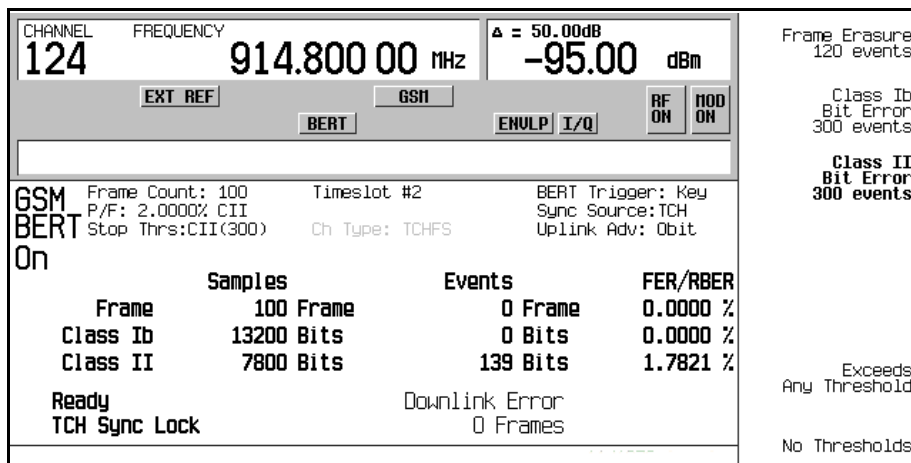 CHANNEL FREQUENCY Δ = 50.00dB
124 914.800 00 MHz -95.00 dBm
EXT REF GSM RF ON MOD ON
BERT ENVLP I/Q
GSM BERT On
Frame Count: 100 Timeslot #2 BERT Trigger: Key
P/F: 2.0000% CII Sync Source:TCH
Stop Thrs:CII(300) Ch Type: TCHFS Uplink Adv: 0bit
Samples Events FER/RBER
Frame 100 Frame 0 Frame 0.0000 %
Class Ib 13200 Bits 0 Bits 0.0000 %
Class II 7800 Bits 139 Bits 1.7821 %
Ready Downlink Error
TCH Sync Lock 0 Frames
Frame Erasure
120 events
Class Ib
Bit Error
300 events
Class II
Bit Error
300 events
Exceeds
Any Threshold
No Thresholds